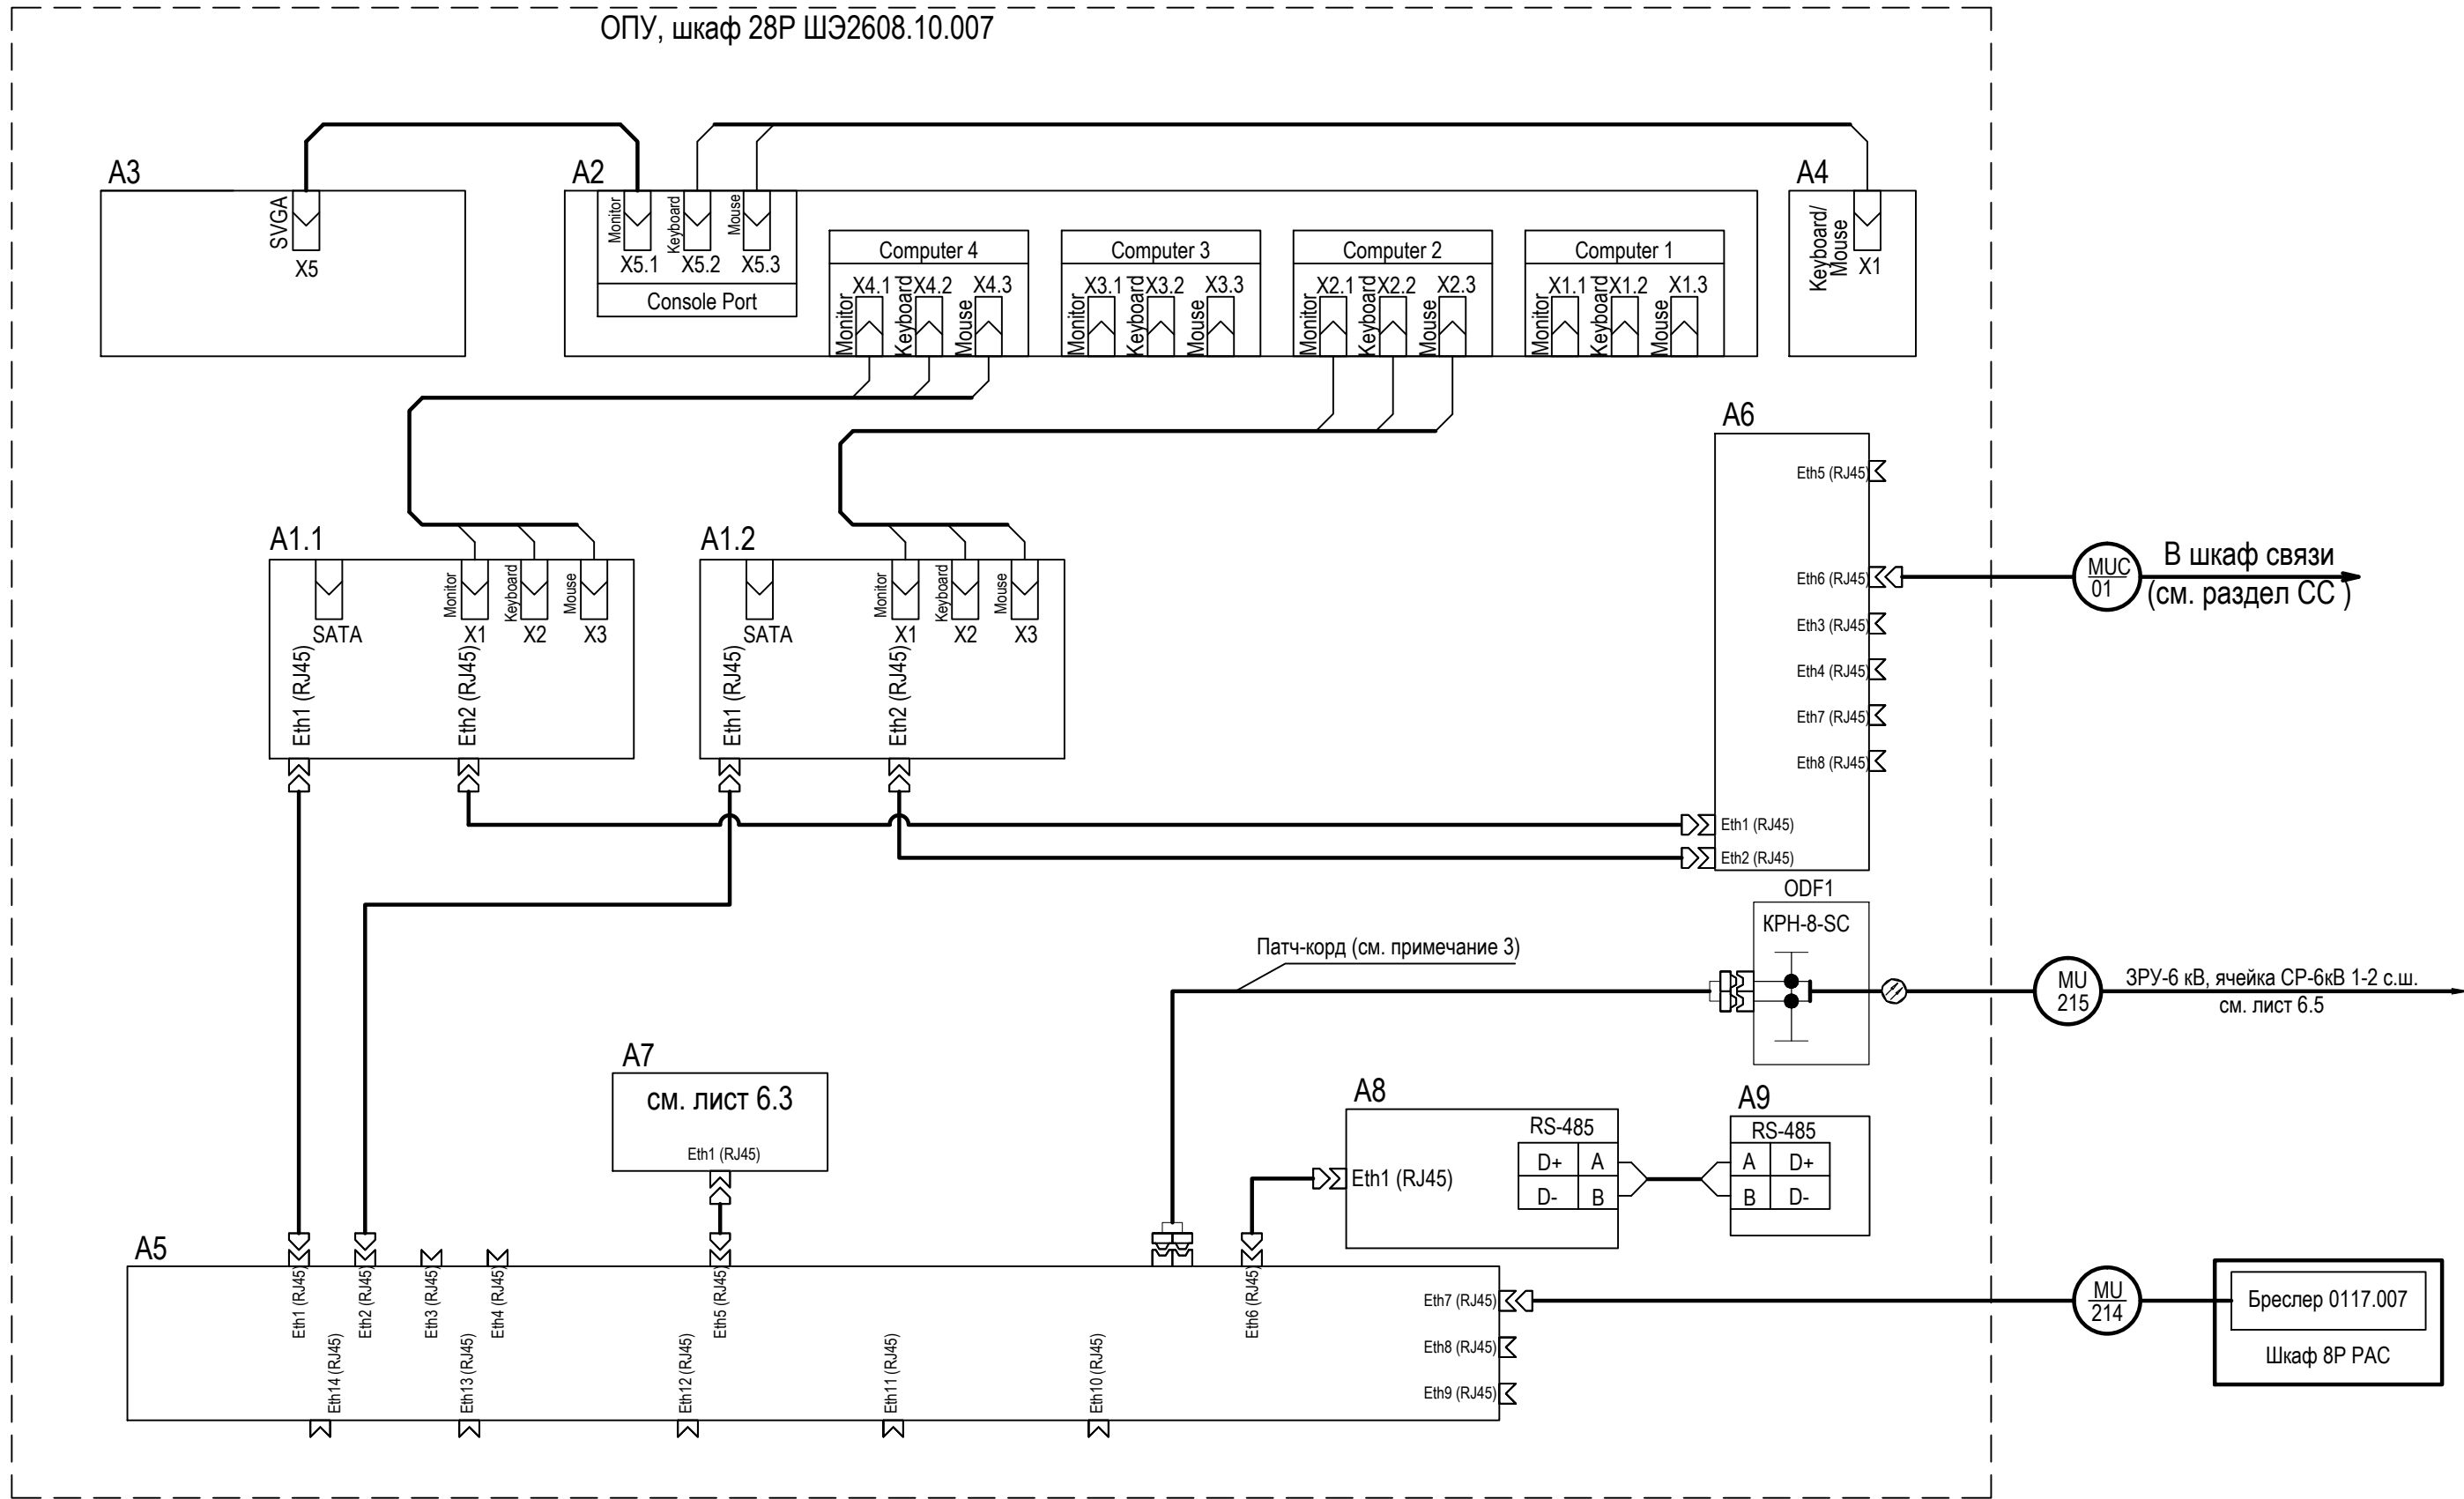 ОПУ, шкаф 28Р ШЭ2608.10.007
A3
SVGA
X5
A2
Monitor
Keyboard
Mouse
X5.1
X5.2
X5.3
Console Port
Computer 4
X4.1
X4.2
X4.3
Monitor
Keyboard
Mouse
Computer 3
X3.1
X3.2
X3.3
Monitor
Keyboard
Mouse
Computer 2
X2.1
X2.2
X2.3
Monitor
Keyboard
Mouse
Computer 1
X1.1
X1.2
X1.3
Monitor
Keyboard
Mouse
A4
Keyboard/
Mouse
X1
A1.1
SATA
Monitor
X1
Keyboard
X2
Mouse
X3
Eth1 (RJ45)
Eth2 (RJ45)
A1.2
SATA
Monitor
X1
Keyboard
X2
Mouse
X3
Eth1 (RJ45)
Eth2 (RJ45)
A6
Eth5 (RJ45)
Eth6 (RJ45)
Eth3 (RJ45)
Eth4 (RJ45)
Eth7 (RJ45)
Eth8 (RJ45)
Eth1 (RJ45)
Eth2 (RJ45)
MUC
01
В шкаф связи
(см. раздел СС )
ODF1
КРН-8-SC
Патч-корд (см. примечание 3)
MU
215
ЗРУ-6 кВ, ячейка СР-6кВ 1-2 с.ш.
см. лист 6.5
A7
см. лист 6.3
Eth1 (RJ45)
A8
RS-485
D+ A
D- B
Eth1 (RJ45)
A9
RS-485
A D+
B D-
A5
Eth1 (RJ45)
Eth2 (RJ45)
Eth3 (RJ45)
Eth4 (RJ45)
Eth5 (RJ45)
Eth6 (RJ45)
Eth7 (RJ45)
Eth8 (RJ45)
Eth9 (RJ45)
Eth14 (RJ45)
Eth13 (RJ45)
Eth12 (RJ45)
Eth11 (RJ45)
Eth10 (RJ45)
MU
214
Бреслер 0117.007
Шкаф 8Р РАС